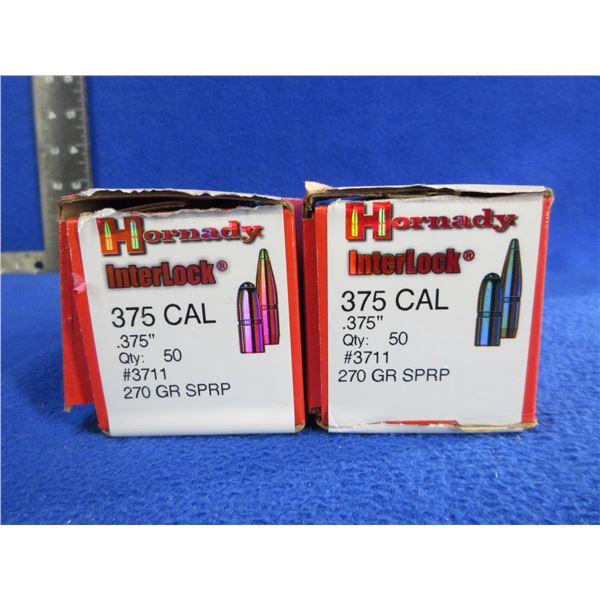 Hornady
InterLock®
375 CAL
.375"
Qty: 50
#3711
270 GR SPRP
Hornady
InterLock®
375 CAL
.375"
Qty: 50
#3711
270 GR SPRP